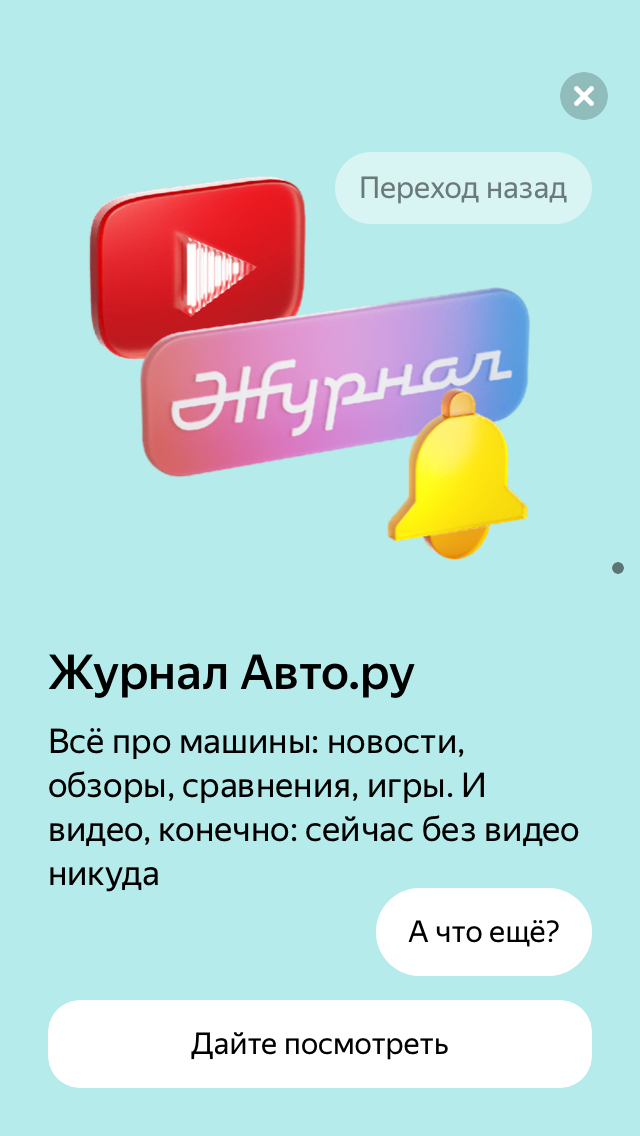 Переход назад
Журнал
Журнал Авто.ру
Всё про машины: новости,
обзоры, сравнения, игры. И
видео, конечно: сейчас без видео
никуда
А что ещё?
Дайте посмотреть